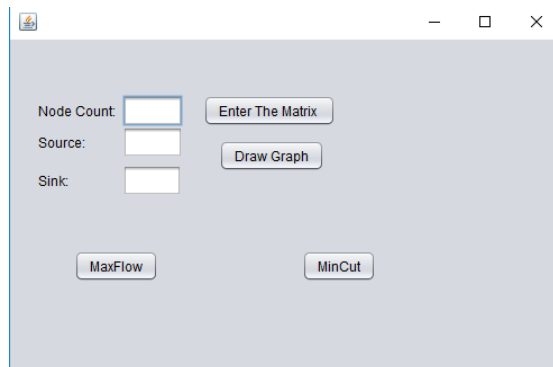 Node Count: Enter The Matrix
Source:
Draw Graph
Sink:
MaxFlow MinCut